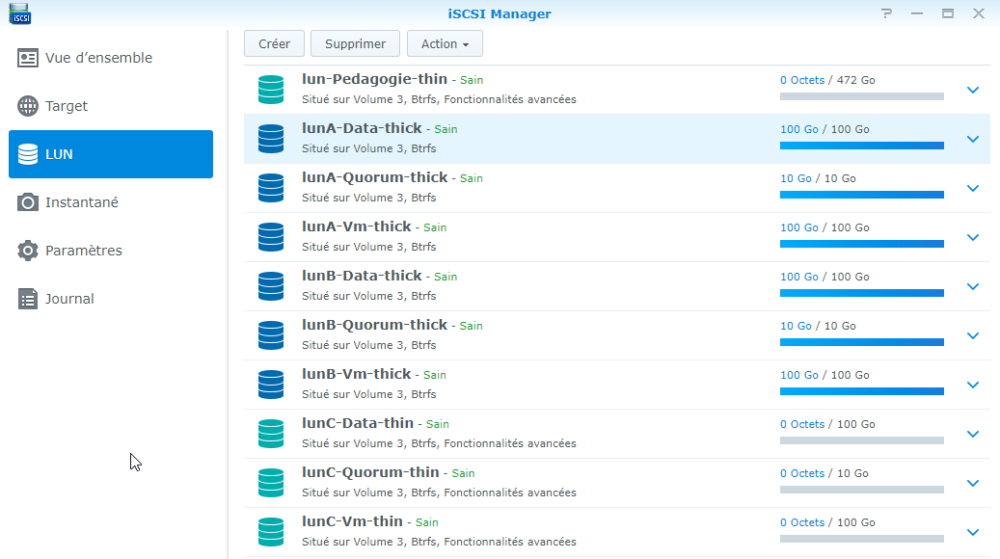 iSCSI
iSCSI Manager
Vue d’ensemble
Target
LUN
Instantané
Paramètres
Journal
Créer
Supprimer
Action
lun-Pedagogie-thin - Sain
0 Octets / 472 Go
Situé sur Volume 3, Btrfs, Fonctionnalités avancées
lunA-Data-thick - Sain
100 Go / 100 Go
Situé sur Volume 3, Btrfs
lunA-Quorum-thick - Sain
10 Go / 10 Go
Situé sur Volume 3, Btrfs
lunA-Vm-thick - Sain
100 Go / 100 Go
Situé sur Volume 3, Btrfs
lunB-Data-thick - Sain
100 Go / 100 Go
Situé sur Volume 3, Btrfs
lunB-Quorum-thick - Sain
10 Go / 10 Go
Situé sur Volume 3, Btrfs
lunB-Vm-thick - Sain
100 Go / 100 Go
Situé sur Volume 3, Btrfs
lunC-Data-thin - Sain
0 Octets / 100 Go
Situé sur Volume 3, Btrfs, Fonctionnalités avancées
lunC-Quorum-thin - Sain
0 Octets / 10 Go
Situé sur Volume 3, Btrfs, Fonctionnalités avancées
lunC-Vm-thin - Sain
0 Octets / 100 Go
Situé sur Volume 3, Btrfs, Fonctionnalités avancées